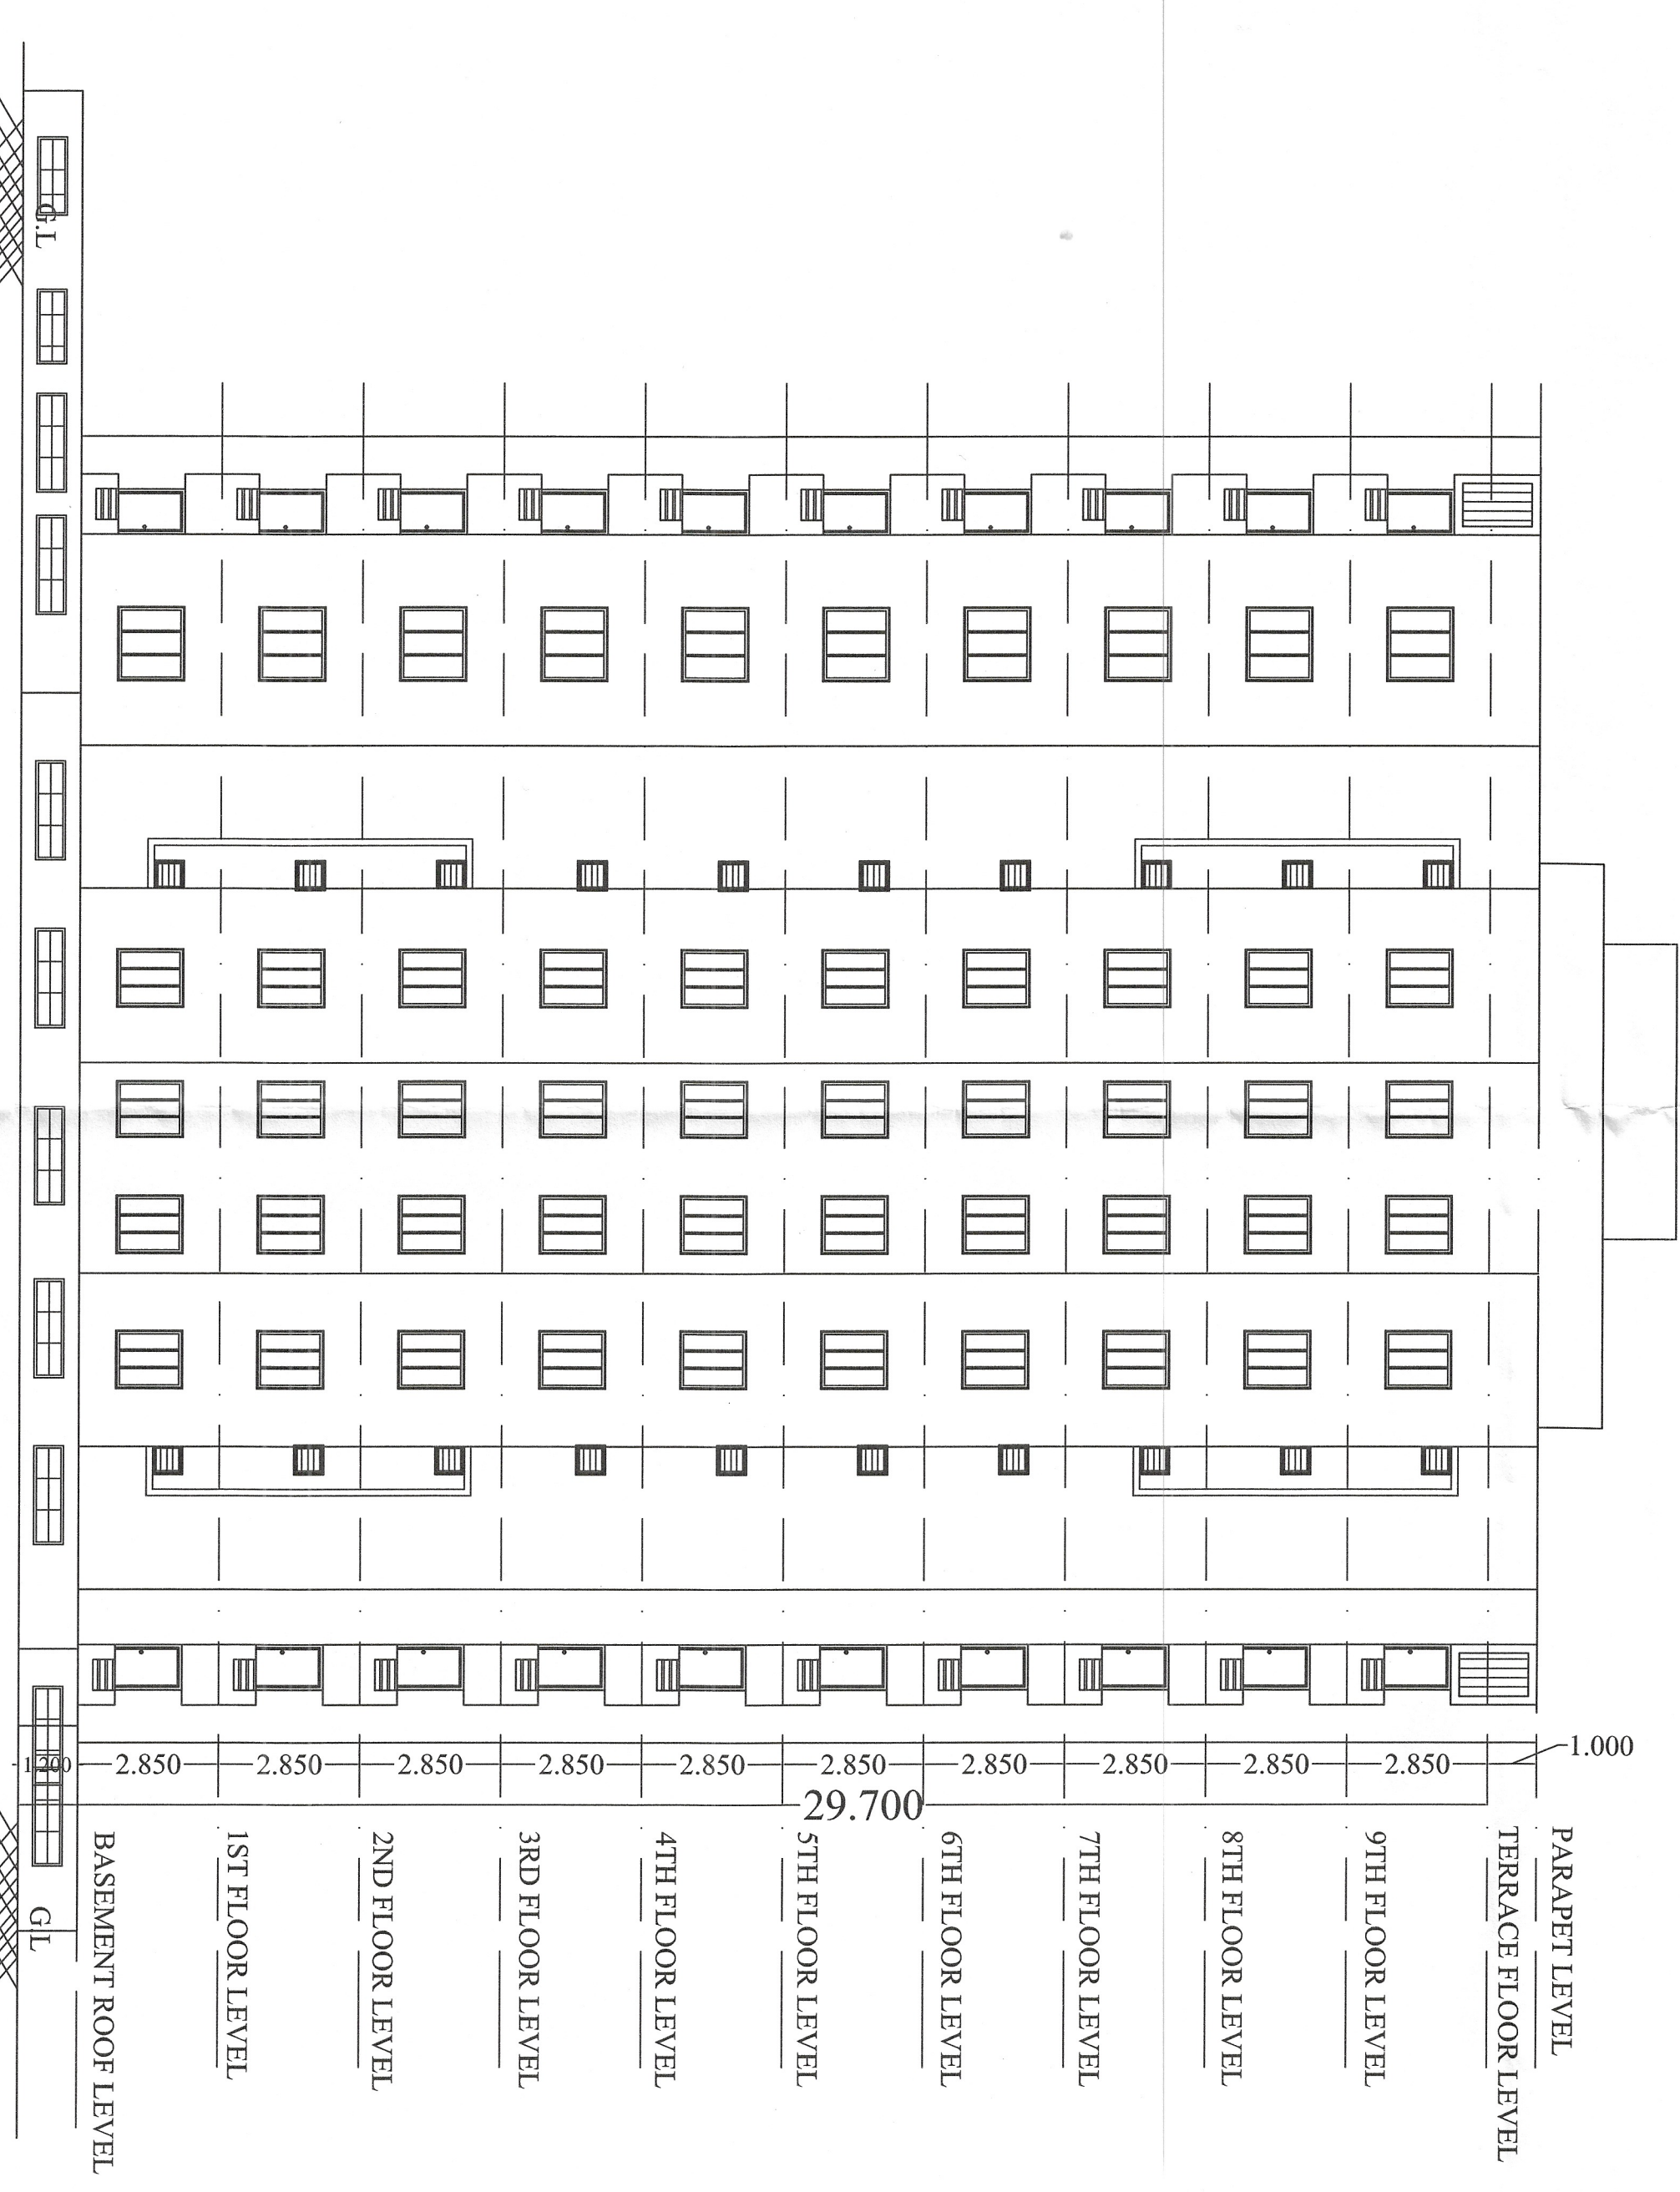 G.L
1.000
1.200
2.850
2.850
2.850
2.850
2.850
2.850
2.850
2.850
2.850
2.850
29.700
PARAPET LEVEL
TERRACE FLOOR LEVEL
9TH FLOOR LEVEL
8TH FLOOR LEVEL
7TH FLOOR LEVEL
6TH FLOOR LEVEL
5TH FLOOR LEVEL
4TH FLOOR LEVEL
3RD FLOOR LEVEL
2ND FLOOR LEVEL
1ST FLOOR LEVEL
BASEMENT ROOF LEVEL
G.L